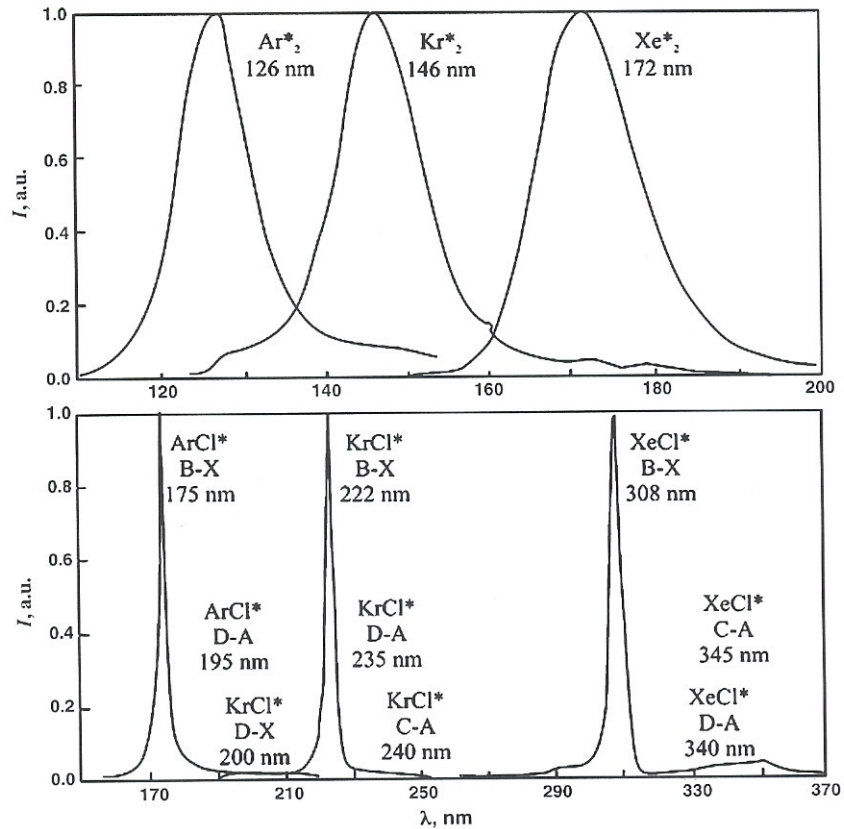 1.0
0.8
0.6
0.4
0.2
0.0
I, a.u.
Ar*₂
126 nm
Kr*₂
146 nm
Xe*₂
172 nm
120
140
160
180
200
1.0
0.8
0.6
0.4
0.2
0.0
I, a.u.
ArCl*
B-X
175 nm
KrCl*
B-X
222 nm
XeCl*
B-X
308 nm
ArCl*
D-A
195 nm
KrCl*
D-A
235 nm
XeCl*
C-A
345 nm
KrCl*
D-X
200 nm
KrCl*
C-A
240 nm
XeCl*
D-A
340 nm
170
210
250
290
330
370
λ, nm